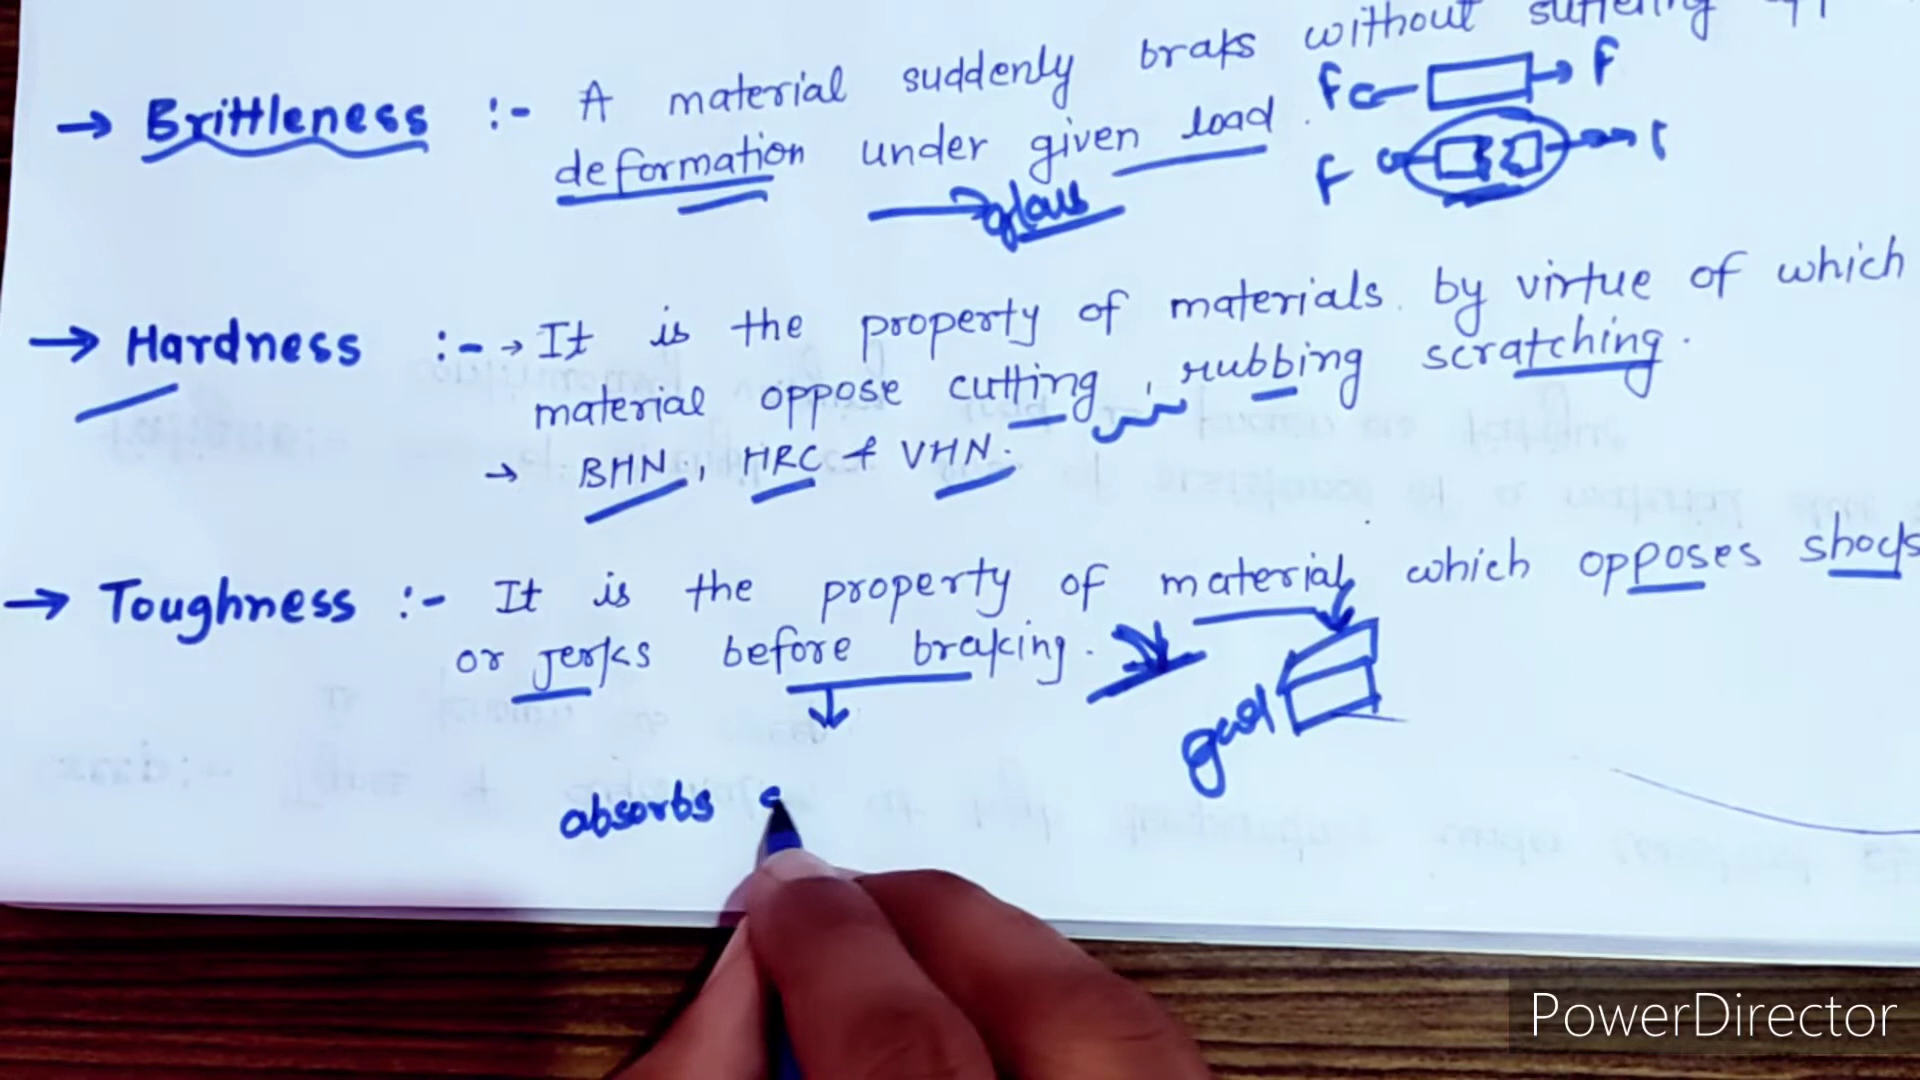 → Brittleness :- A material suddenly braks without suffering
deformation under given load.
F F
F
→ glass
→ Hardness :- → It is the property of materials by virtue of which
material oppose cutting, rubbing scratching.
→ BHN, HRC & VHN.
→ Toughness :- It is the property of material which opposes shocks
or jerks before braking.
absorbs
PowerDirector